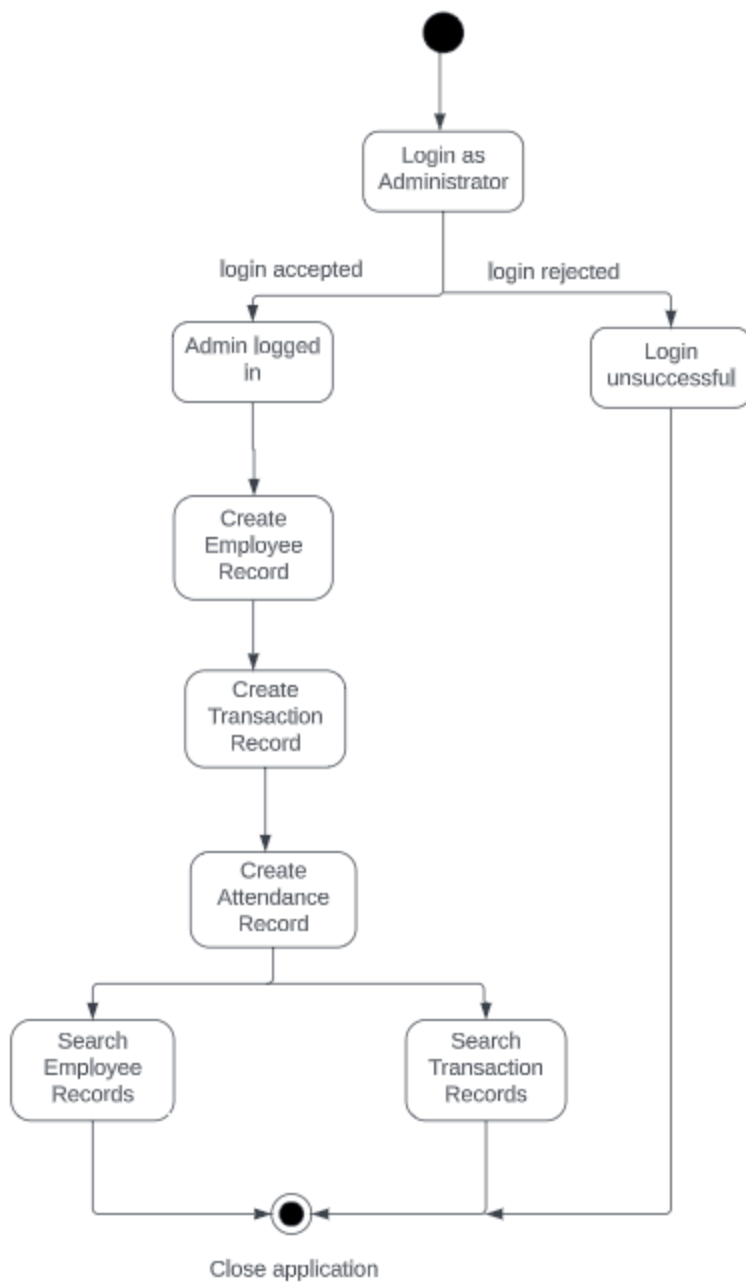 Login as
Administrator
login accepted
login rejected
Admin logged
in
Login
unsuccessful
Create
Employee
Record
Create
Transaction
Record
Create
Attendance
Record
Search
Employee
Records
Search
Transaction
Records
Close application